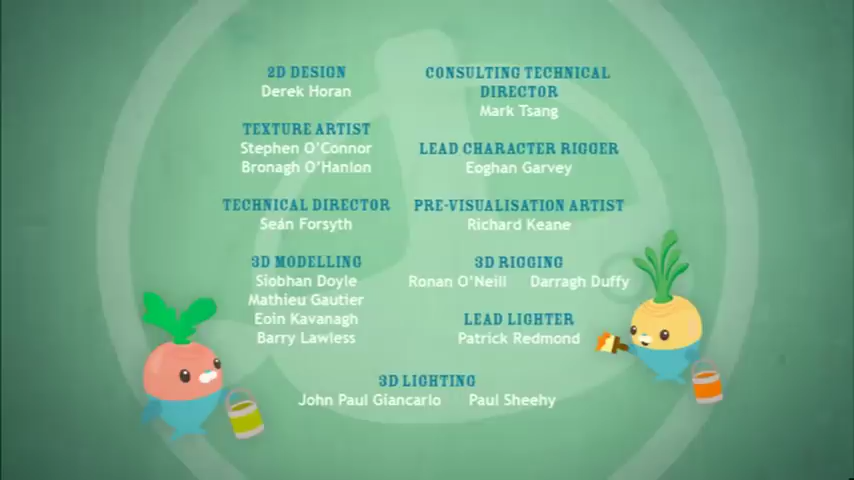 2D DESIGN
Derek Horan
TEXTURE ARTIST
Stephen O'Connor
Bronagh O'Hanlon
TECHNICAL DIRECTOR
Seán Forsyth
3D MODELLING
Siobhan Doyle
Mathieu Gautier
Eoin Kavanagh
Barry Lawless
CONSULTING TECHNICAL
DIRECTOR
Mark Tsang
LEAD CHARACTER RIGGER
Eoghan Garvey
PRE-VISUALISATION ARTIST
Richard Keane
3D RIGGING
Ronan O'Neill Darragh Duffy
LEAD LIGHTER
Patrick Redmond
3D LIGHTING
John Paul Giancarlo Paul Sheehy